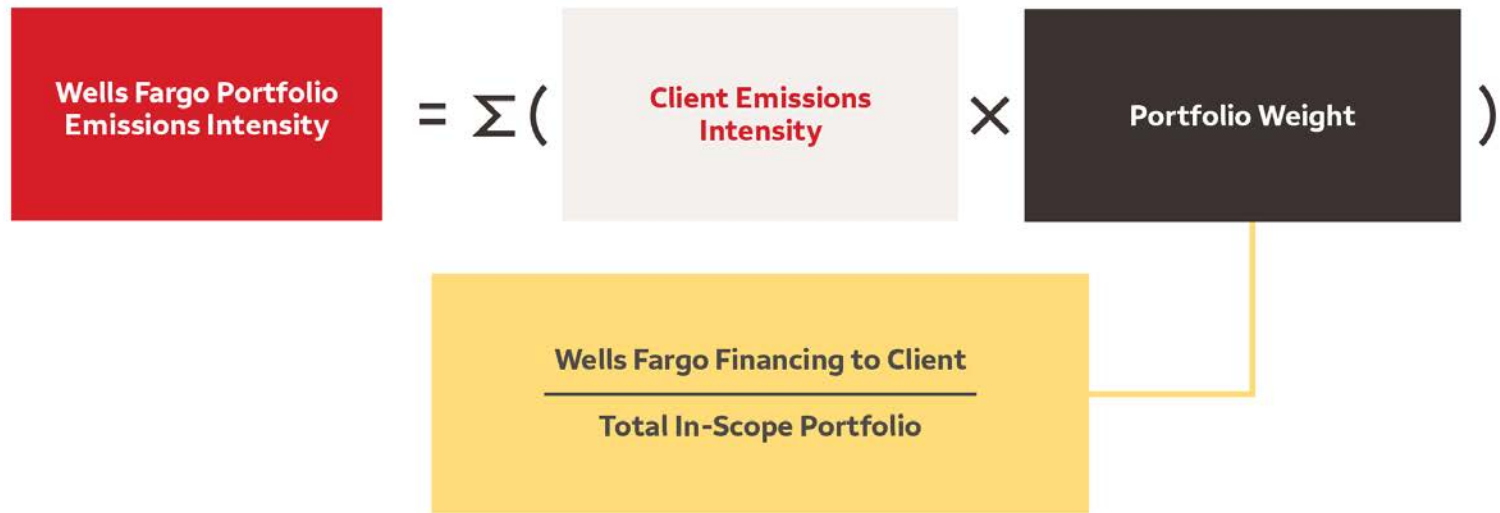 Wells Fargo Portfolio
Emissions Intensity
= Σ (
Client Emissions
Intensity
×
Portfolio Weight
)
Wells Fargo Financing to Client
Total In-Scope Portfolio